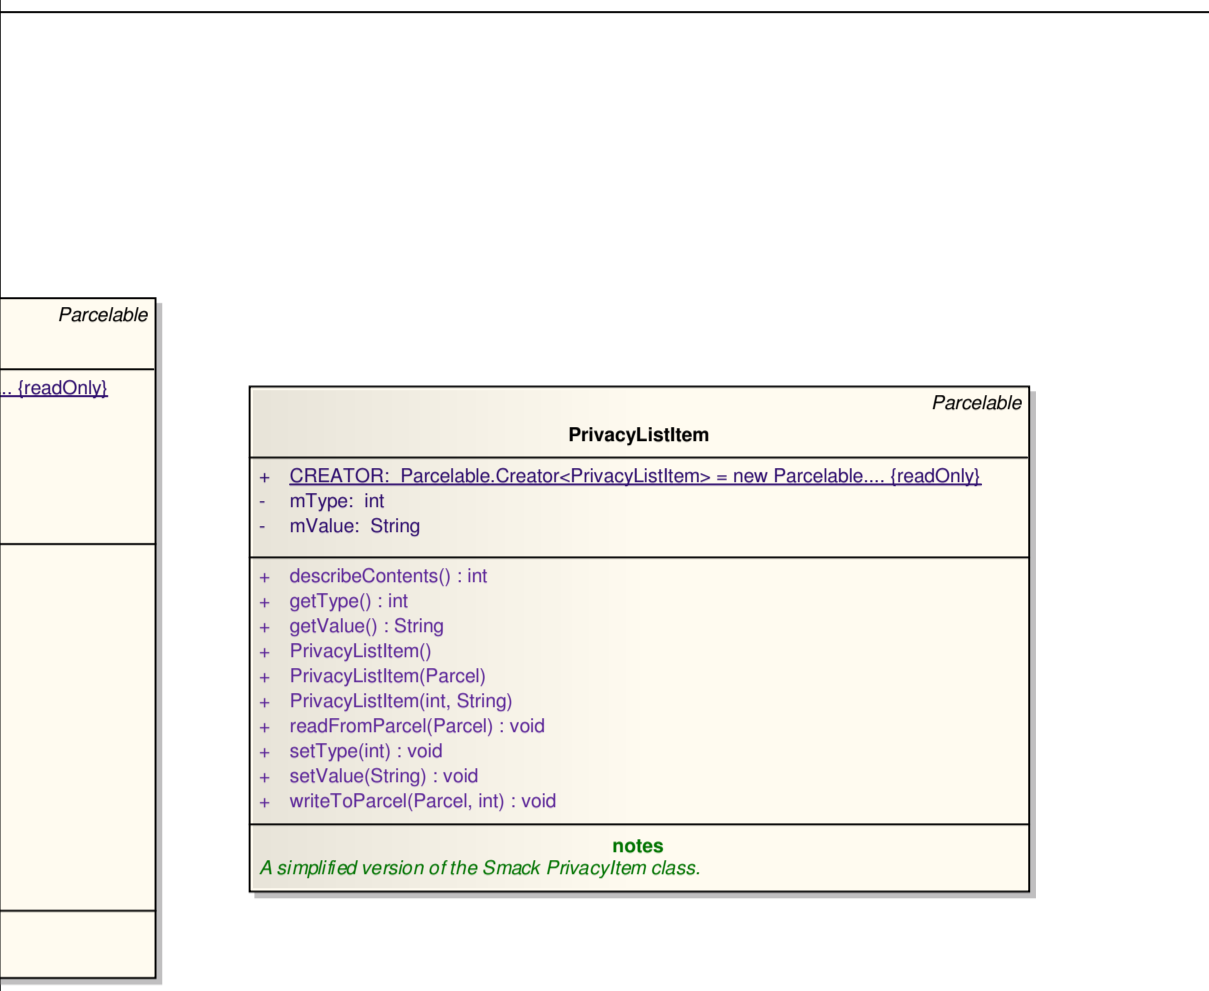 Parcelable
... {readOnly}
Parcelable
PrivacyListItem
+ CREATOR: Parcelable.Creator<PrivacyListItem> = new Parcelable.... {readOnly}
- mType: int
- mValue: String
+ describeContents() : int
+ getType() : int
+ getValue() : String
+ PrivacyListItem()
+ PrivacyListItem(Parcel)
+ PrivacyListItem(int, String)
+ readFromParcel(Parcel) : void
+ setType(int) : void
+ setValue(String) : void
+ writeToParcel(Parcel, int) : void
notes
A simplified version of the Smack PrivacyItem class.